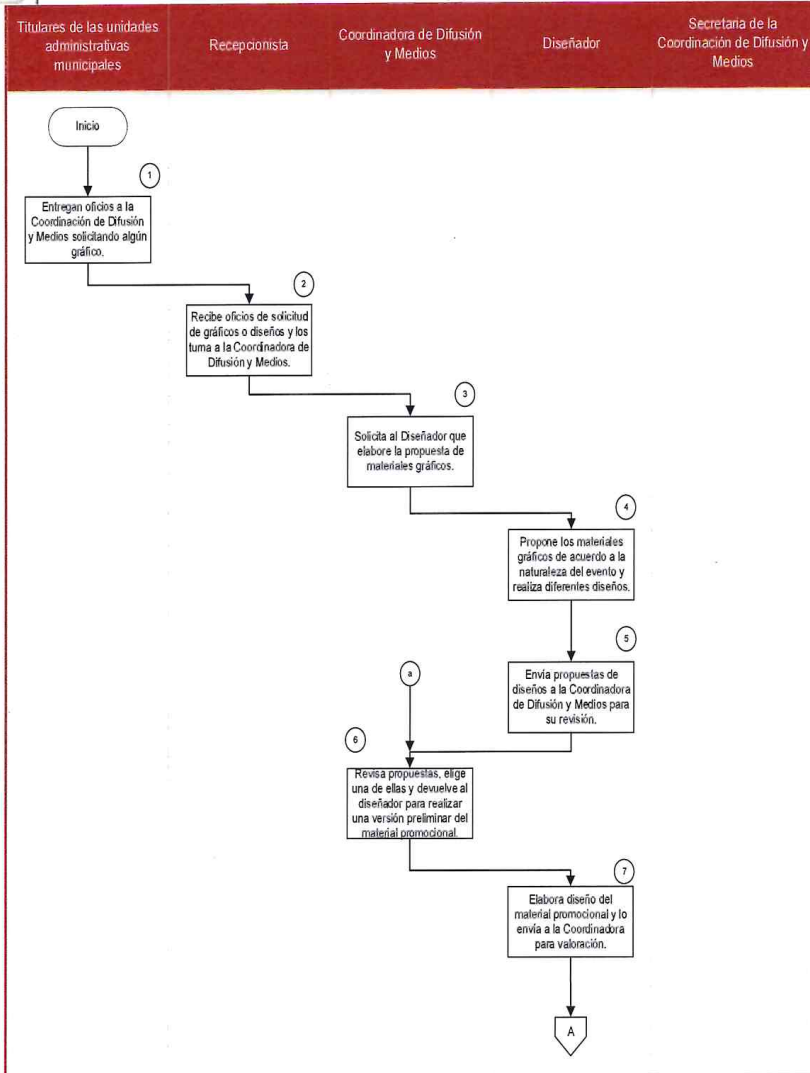 Titulares de las unidades
administrativas
municipales
Recepcionista
Coordinadora de Difusión
y Medios
Diseñador
Secretaria de la
Coordinación de Difusión y
Medios
Inicio
1
Entregan oficios a la
Coordinación de Difusión
y Medios solicitando algún
gráfico.
2
Recibe oficios de solicitud
de gráficos o diseños y los
turna a la Coordinadora de
Difusión y Medios.
3
Solicita al Diseñador que
elabore la propuesta de
materiales gráficos.
4
Propone los materiales
gráficos de acuerdo a la
naturaleza del evento y
realiza diferentes diseños.
5
Envía propuestas de
diseños a la Coordinadora
de Difusión y Medios para
su revisión.
a
6
Revisa propuestas, elige
una de ellas y devuelve al
diseñador para realizar
una versión preliminar del
material promocional.
7
Elabora diseño del
material promocional y lo
envía a la Coordinadora
para valoración.
A